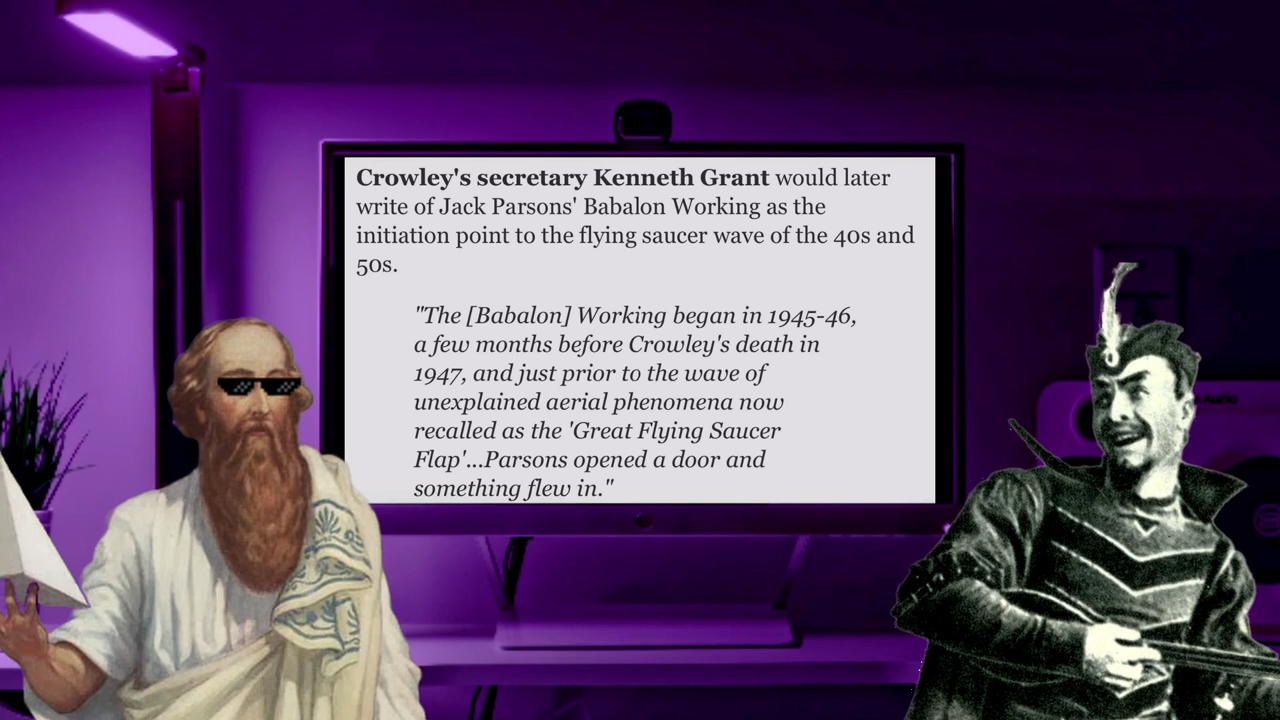 Crowley's secretary Kenneth Grant would later
write of Jack Parsons' Babalon Working as the
initiation point to the flying saucer wave of the 40s and
50s.
"The [Babalon] Working began in 1945-46,
a few months before Crowley's death in
1947, and just prior to the wave of
unexplained aerial phenomena now
recalled as the 'Great Flying Saucer
Flap'...Parsons opened a door and
something flew in."
Audio